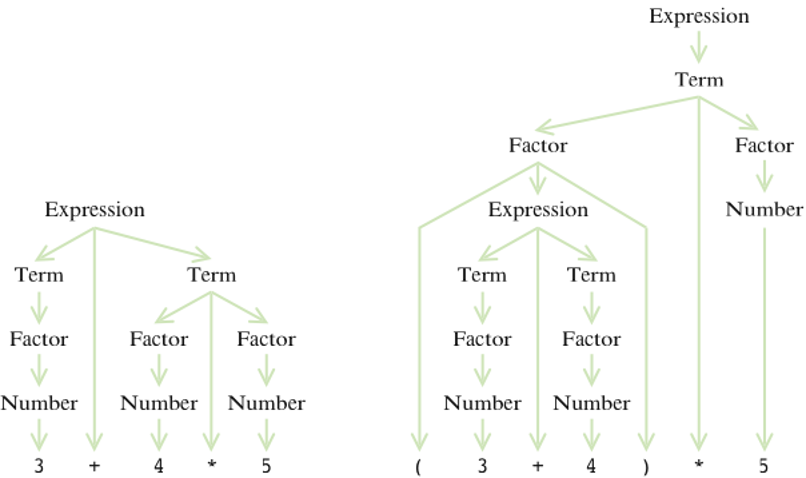 Expression
Term
Factor Factor
Expression Expression Number
Term Term Term Term
Factor Factor Factor Factor Factor
Number Number Number Number Number
3 + 4 * 5 ( 3 + 4 ) * 5